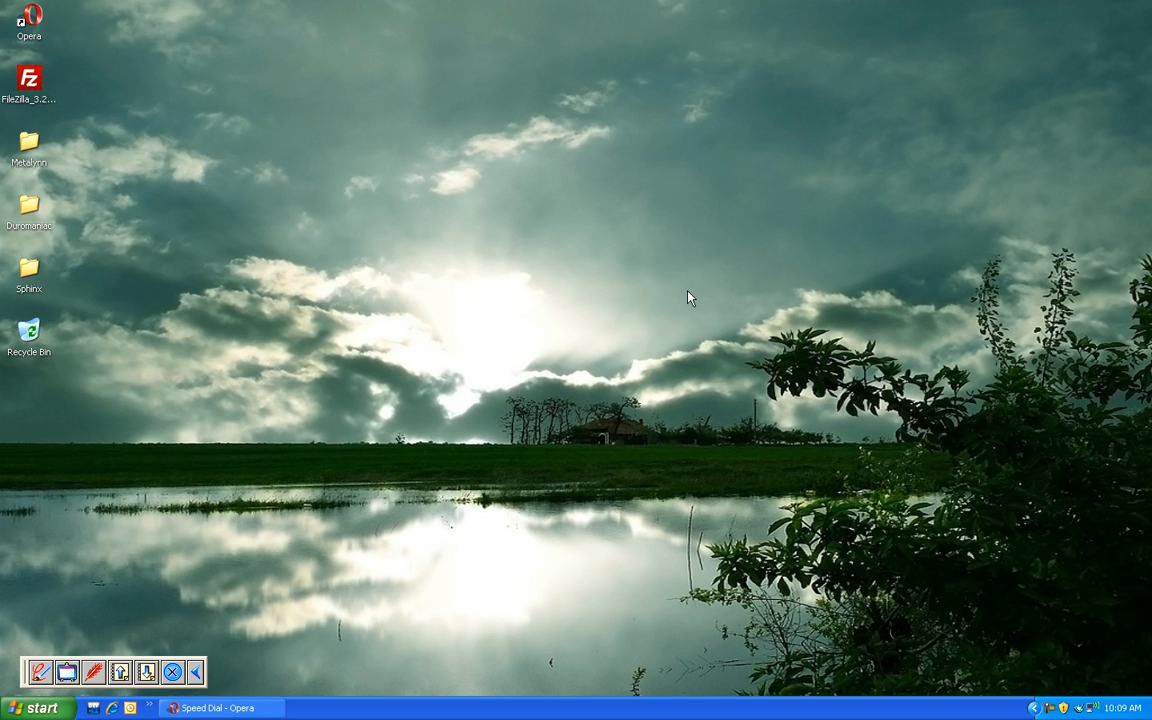 Opera
FileZilla_3.2...
Metalynn
Duromaniac
Sphinx
Recycle Bin
start
Speed Dial - Opera
10:09 AM